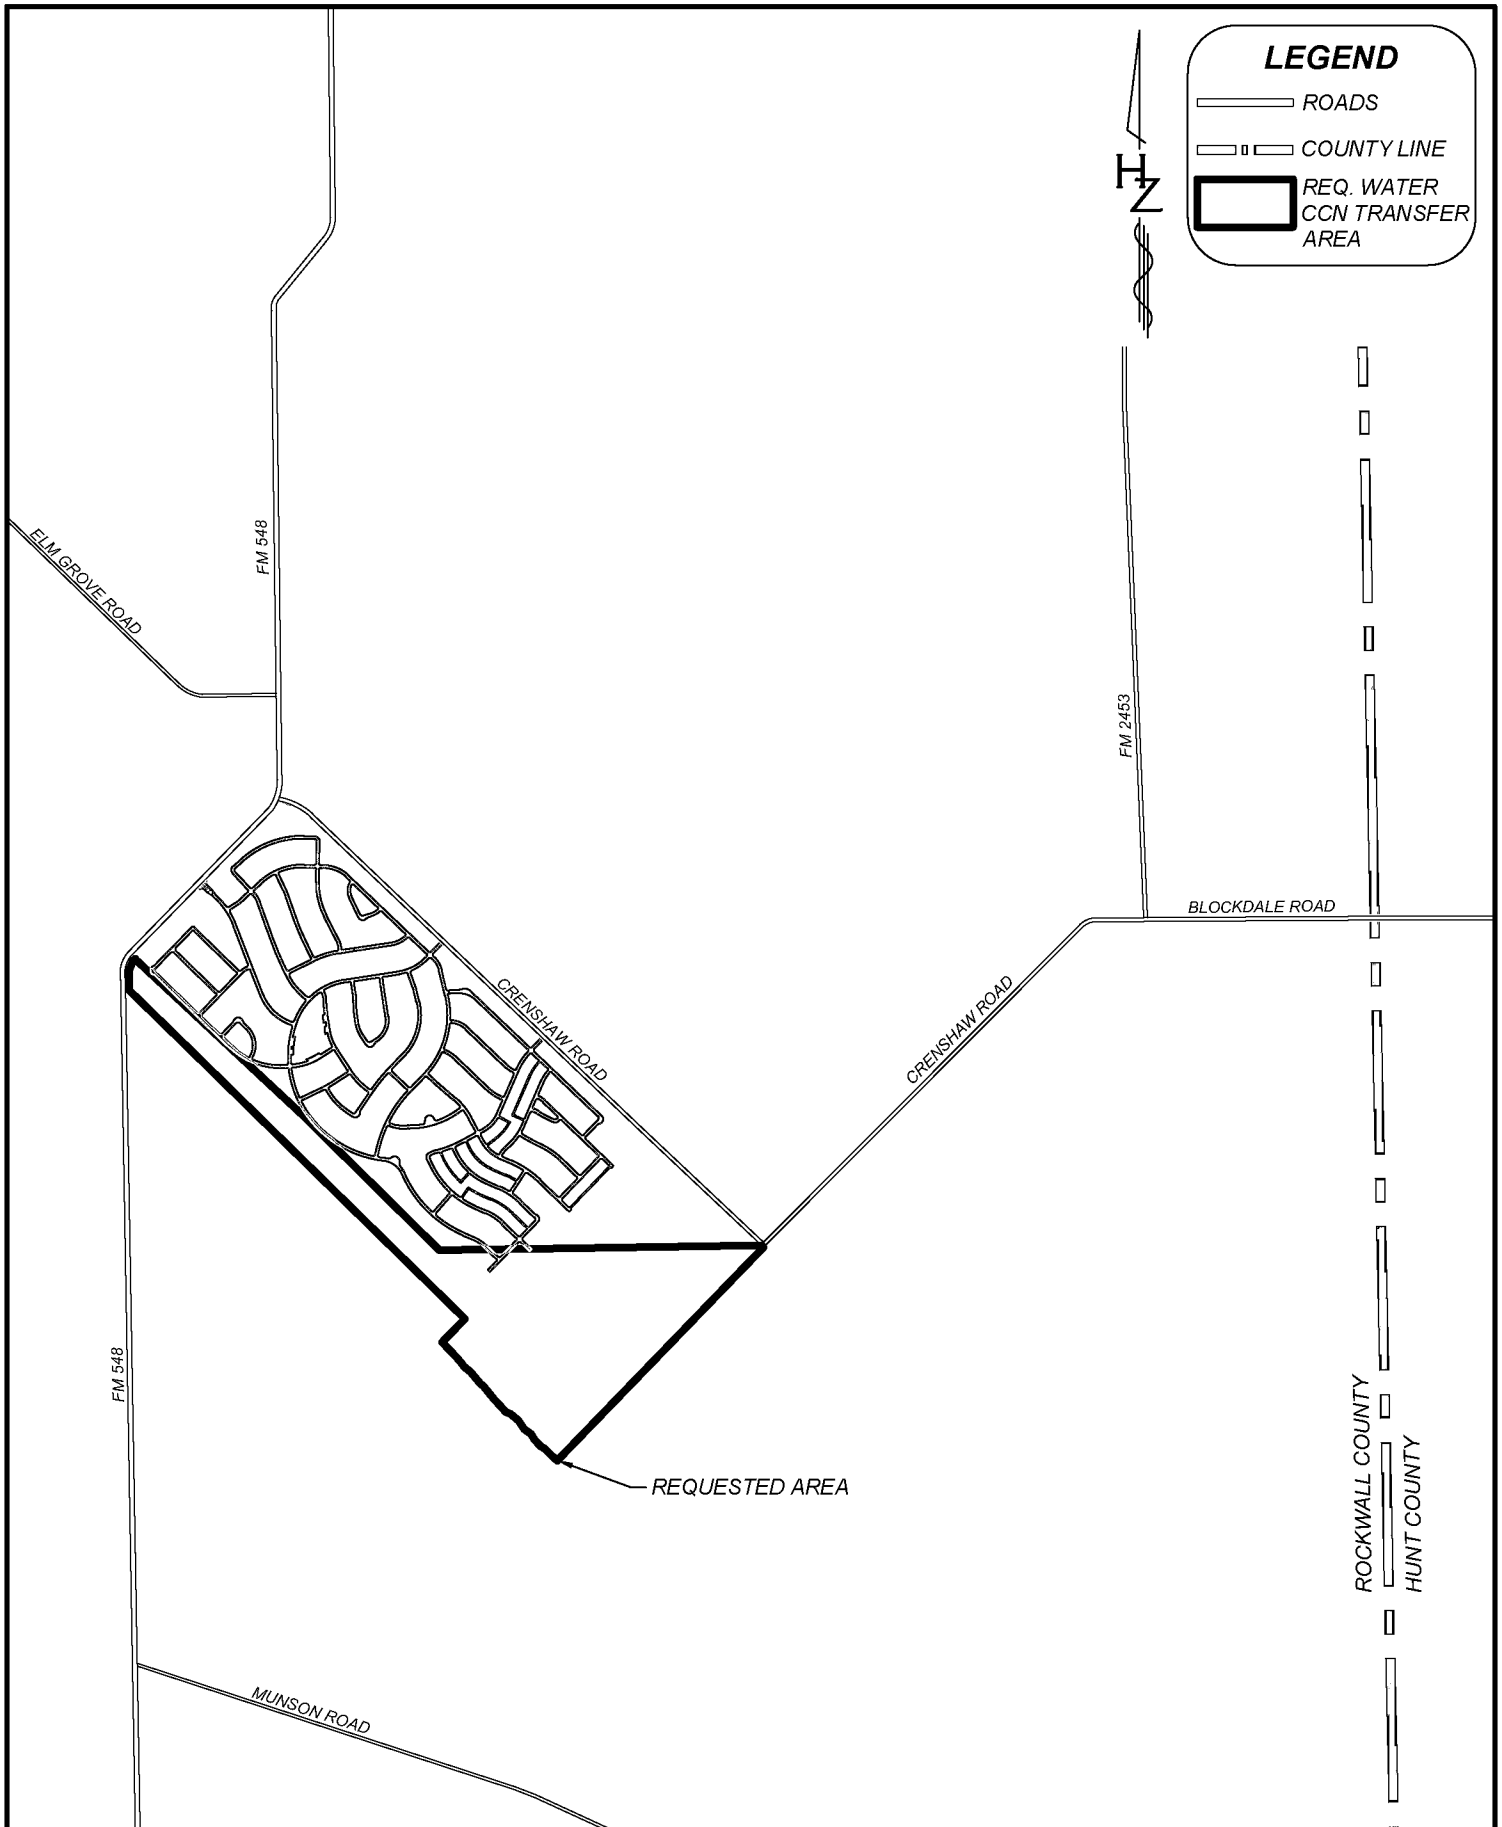 LEGEND
ROADS
COUNTY LINE
REQ. WATER
CCN TRANSFER
AREA
HZ
FM 548
ELM GROVE ROAD
FM 2453
BLOCKDALE ROAD
CRENSHAW ROAD
CRENSHAW ROAD
FM 548
REQUESTED AREA
ROCKWALL COUNTY
HUNT COUNTY
MUNSON ROAD